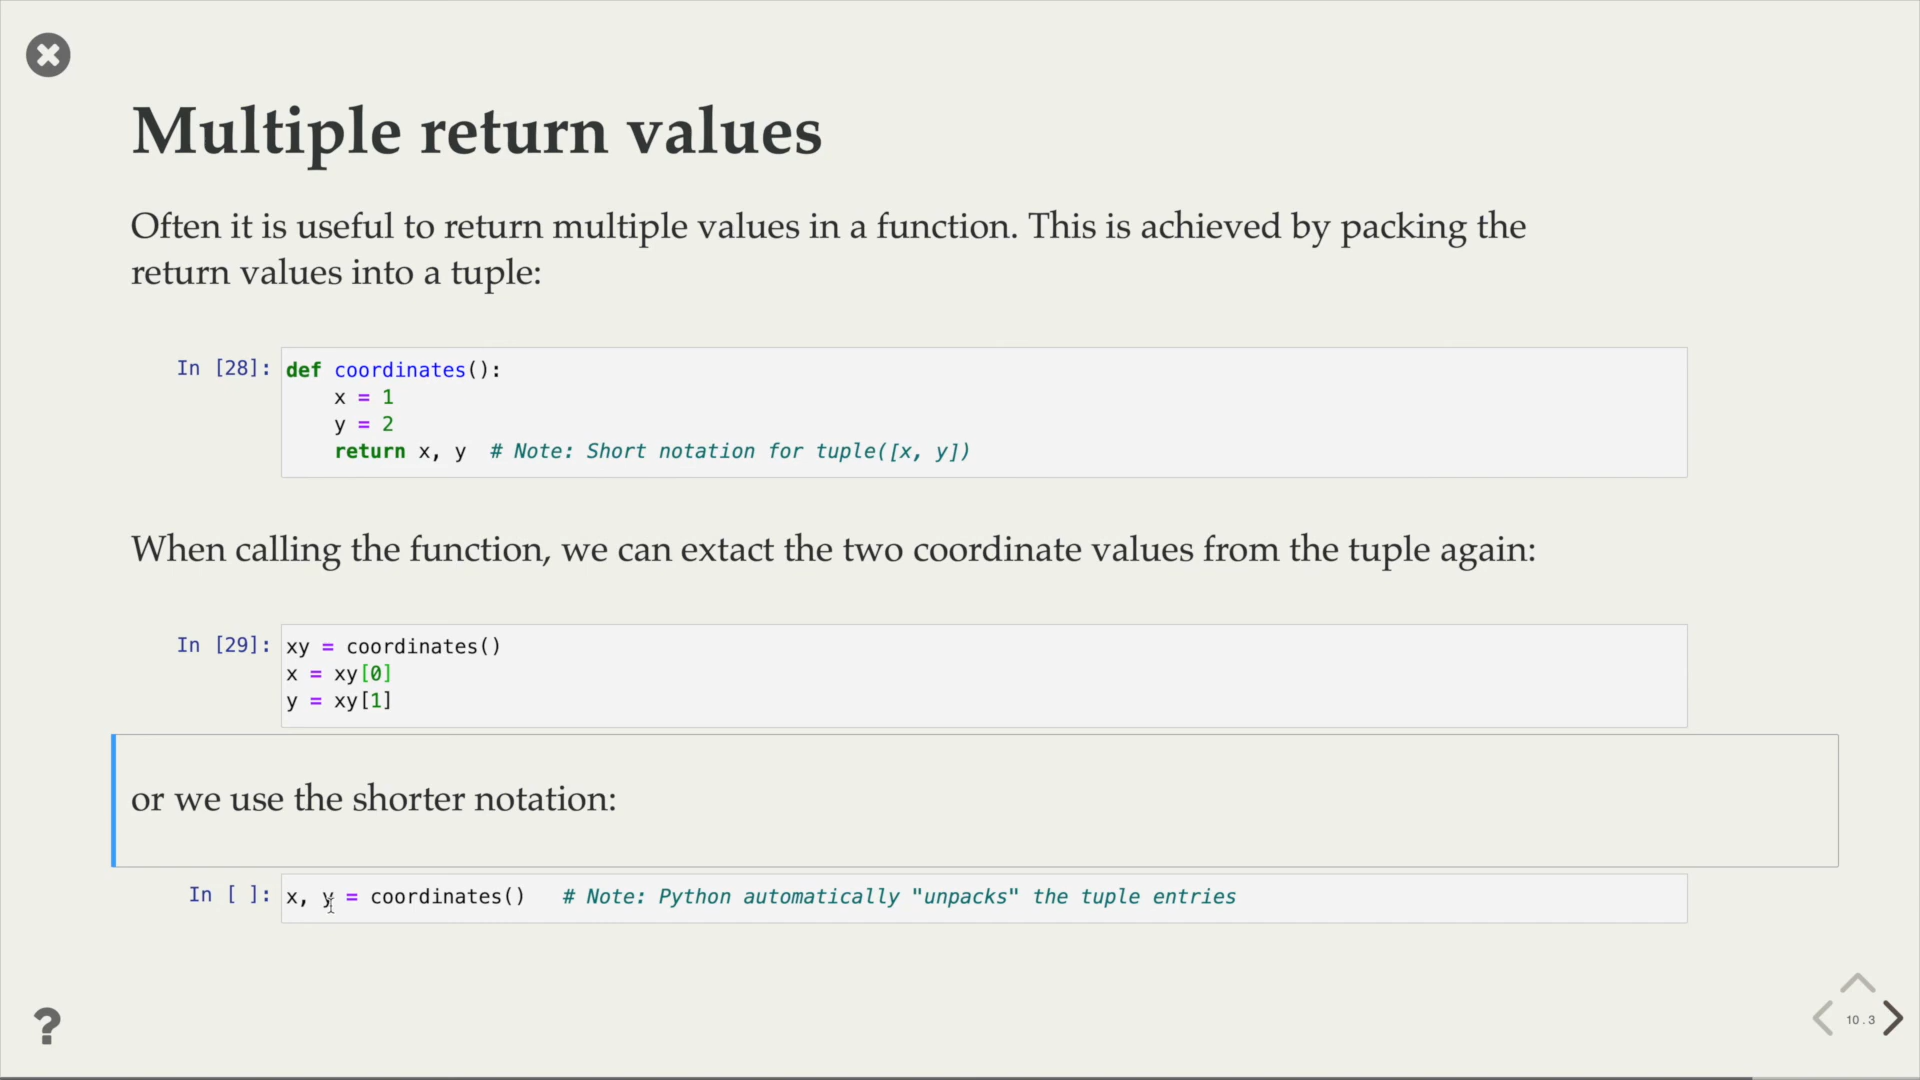 Multiple return values
Often it is useful to return multiple values in a function. This is achieved by packing the
return values into a tuple:
In [28]: def coordinates():
    x = 1
    y = 2
    return x, y  # Note: Short notation for tuple([x, y])
When calling the function, we can extact the two coordinate values from the tuple again:
In [29]: xy = coordinates()
x = xy[0]
y = xy[1]
or we use the shorter notation:
In [ ]: x, y = coordinates()   # Note: Python automatically "unpacks" the tuple entries
?
10.3